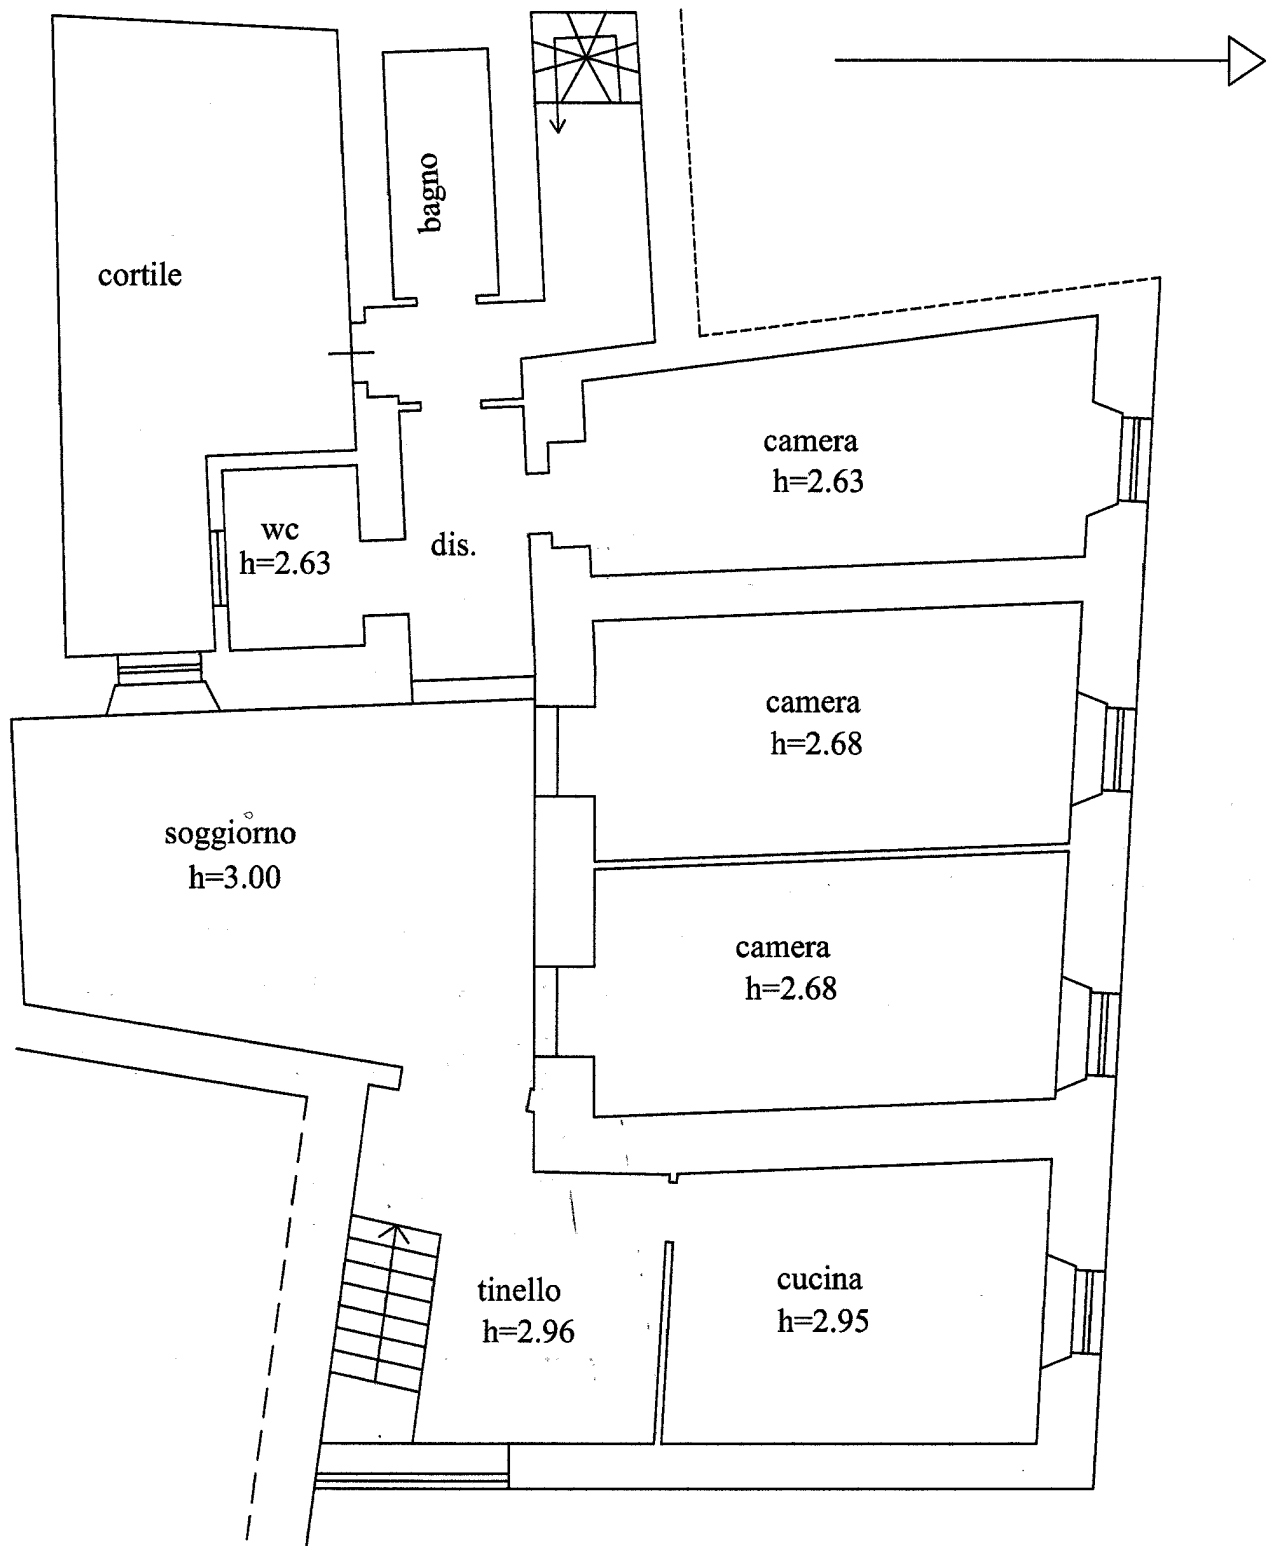 bagno
cortile
camera
h=2.63
wc
h=2.63
dis.
camera
h=2.68
soggiorno
h=3.00
camera
h=2.68
tinello
h=2.96
cucina
h=2.95